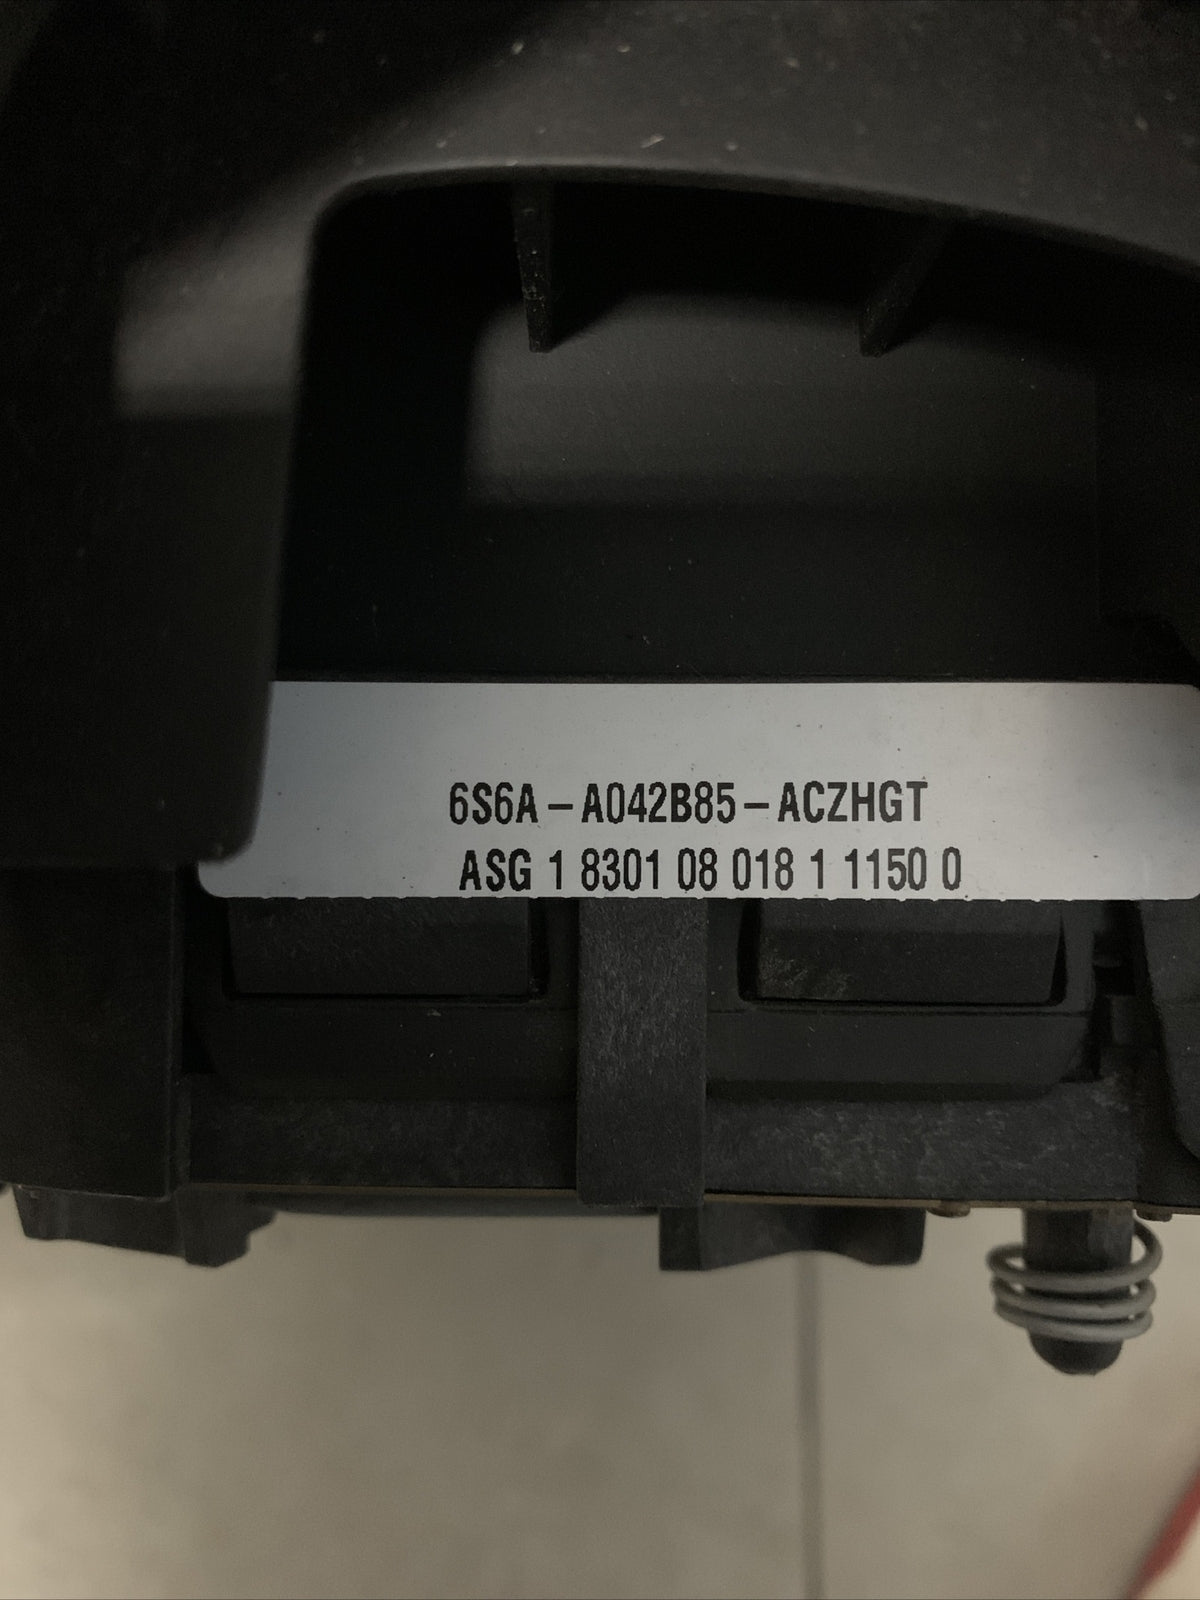 6S6A-A042B85-ACZHGT
ASG 1 8301 08 018 1 1150 0